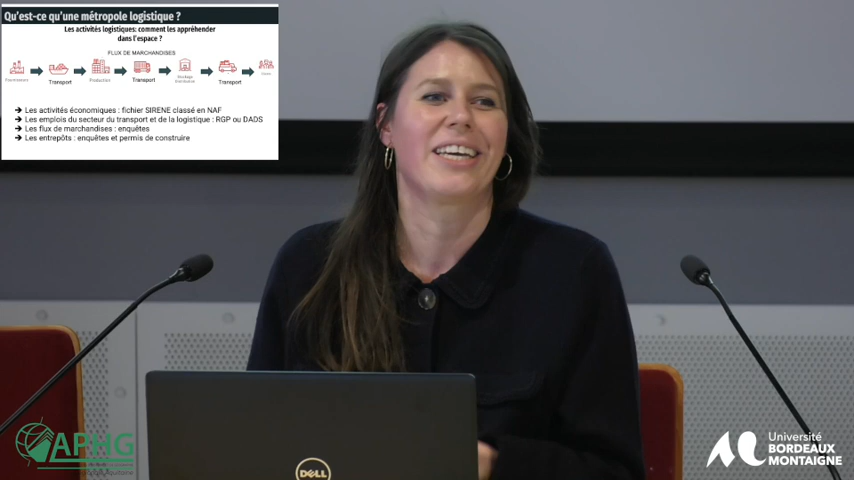 Qu'est-ce qu'une métropole logistique ?
Les activités logistiques: comment les appréhender
dans l'espace ?
FLUX DE MARCHANDISES
Fournisseurs
Transport
Production
Transport
Stockage
Distribution
Transport
➔ Les activités économiques : fichier SIRENE classé en NAF
➔ Les emplois du secteur du transport et de la logistique : RGP ou DADS
➔ Les flux de marchandises : enquêtes
➔ Les entrepôts : enquêtes et permis de construire
DELL
APHG
Université
BORDEAUX
MONTAIGNE